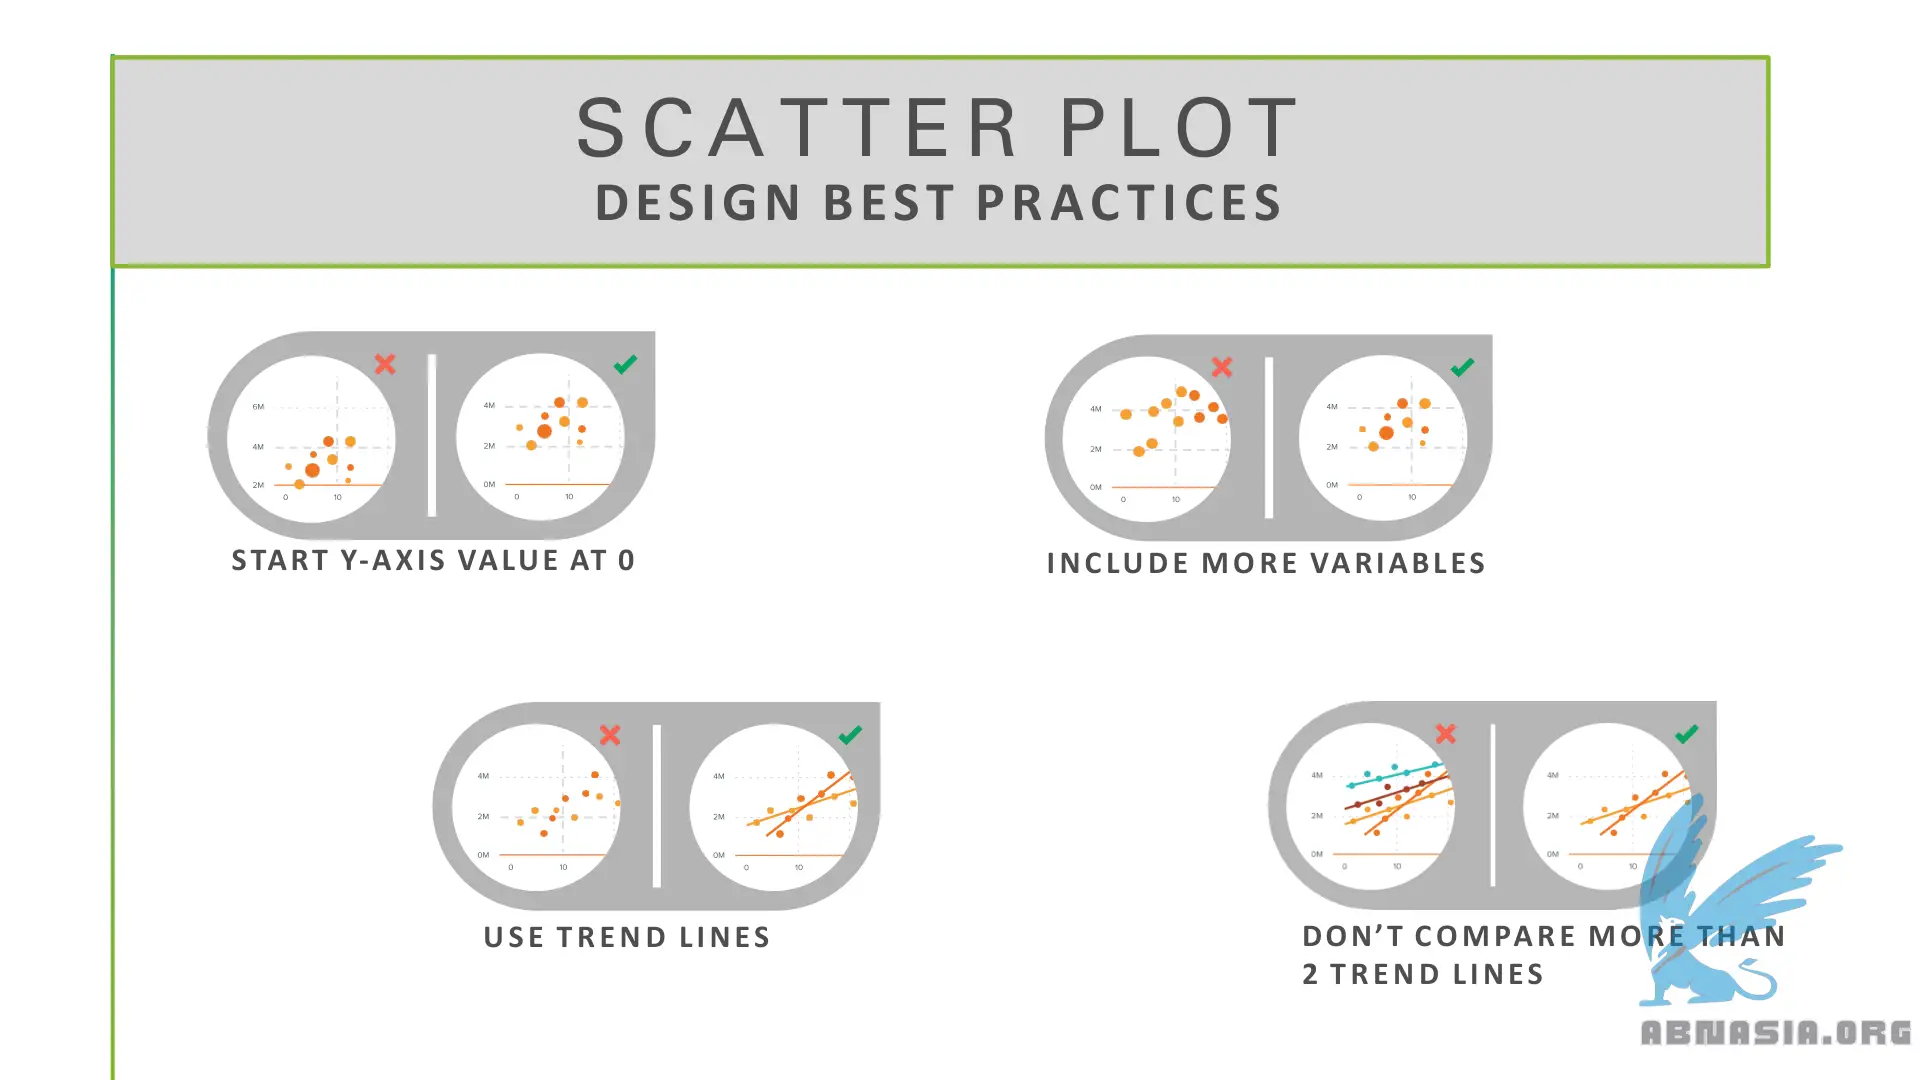 SCATTER PLOT
DESIGN BEST PRACTICES
6M
4M
2M
0 10
4M
2M
0M
0 10
START Y-AXIS VALUE AT 0
4M
2M
0M
0 10
4M
2M
0M
0 10
INCLUDE MORE VARIABLES
4M
2M
0M
0 10
4M
2M
0M
0 10
USE TREND LINES
4M
2M
0M
0 10
4M
2M
0M
0 10
DON’T COMPARE MORE THAN
2 TREND LINES
ABNASIA.ORG